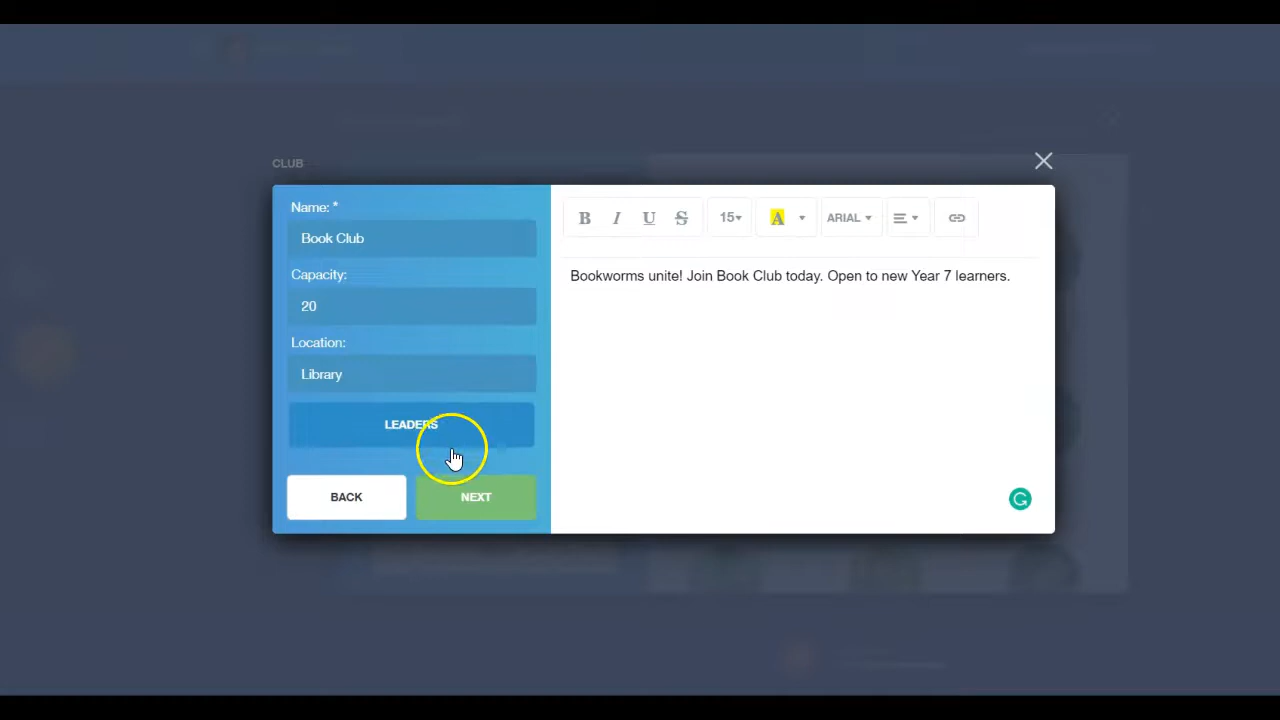 CLUB
Name: *
Book Club
Capacity:
20
Location:
Library
LEADERS
BACK
NEXT
B I U S 15 A ARIAL
Bookworms unite! Join Book Club today. Open to new Year 7 learners.